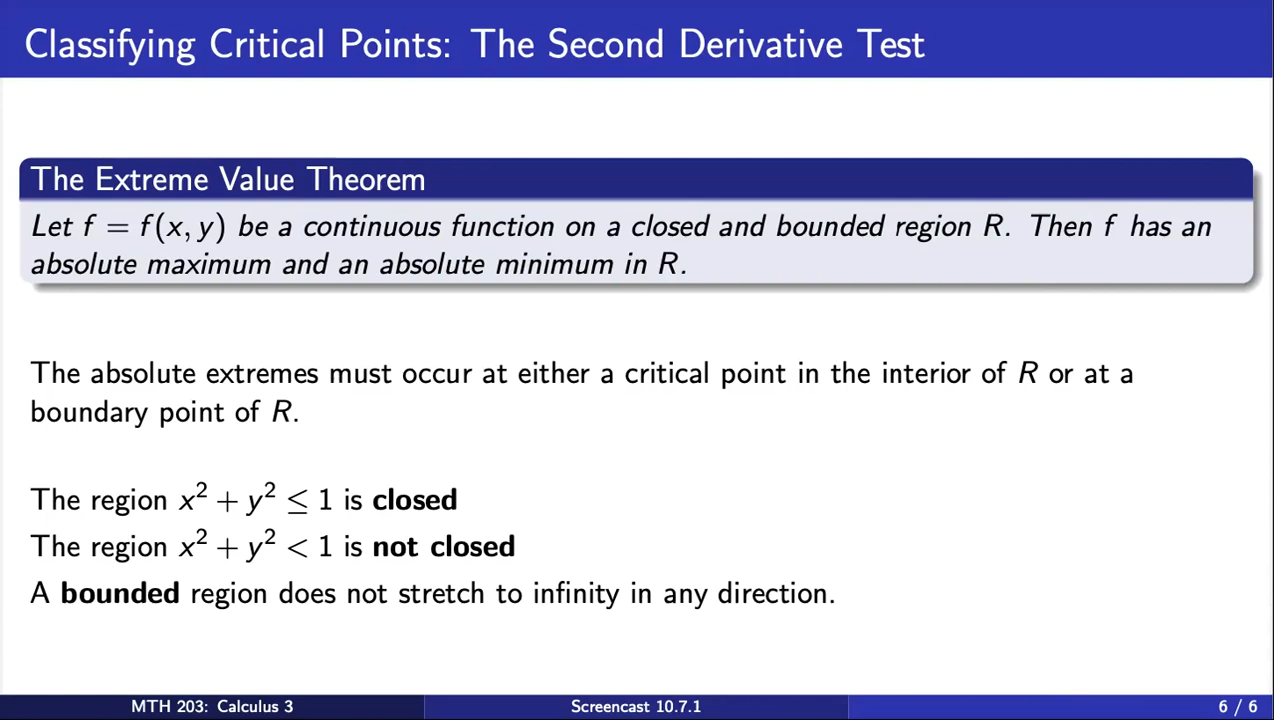 Classifying Critical Points: The Second Derivative Test
The Extreme Value Theorem
Let f = f(x, y) be a continuous function on a closed and bounded region R. Then f has an
absolute maximum and an absolute minimum in R.
The absolute extremes must occur at either a critical point in the interior of R or at a
boundary point of R.
The region x² + y² ≤ 1 is closed
The region x² + y² < 1 is not closed
A bounded region does not stretch to infinity in any direction.
MTH 203: Calculus 3
Screencast 10.7.1
6 / 6